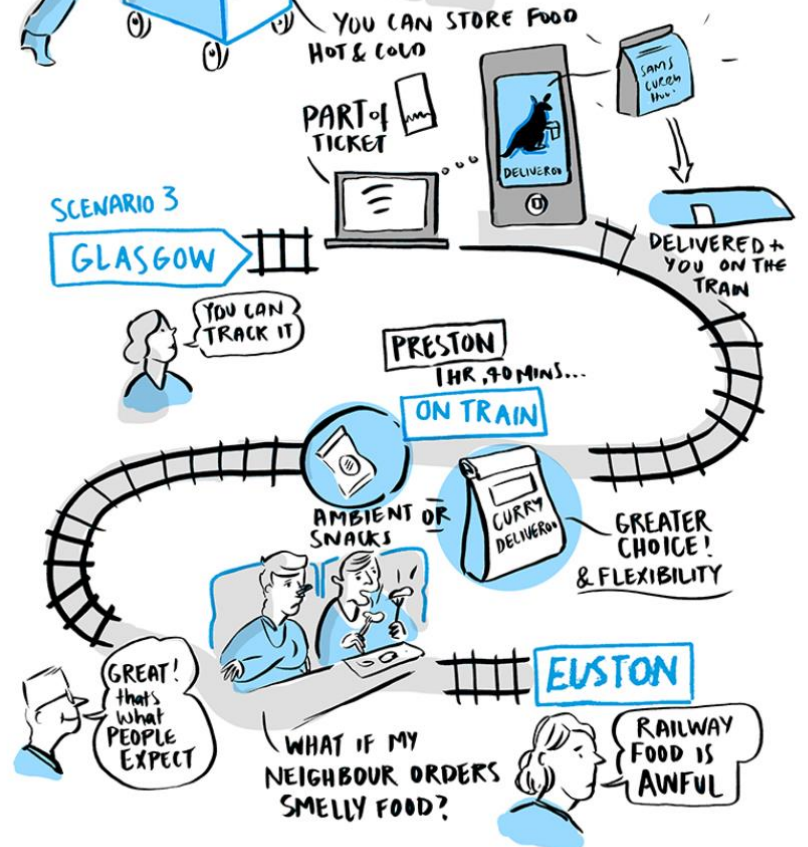 YOU CAN STORE FOOD
HOT & COLD
PART of
TICKET
SAM'S
CURRY
HUT!
DELIVEROO
SCENARIO 3
GLASGOW
DELIVERED to
YOU ON THE
TRAIN
YOU CAN
TRACK IT
PRESTON
1HR, 40 MINS...
ON TRAIN
AMBIENT OR
SNACKS
CURRY
DELIVEROO
GREATER
CHOICE!
& FLEXIBILITY
GREAT!
thats
what
PEOPLE
EXPECT
EUSTON
WHAT IF MY
NEIGHBOUR ORDERS
SMELLY FOOD?
RAILWAY
FOOD IS
AWFUL